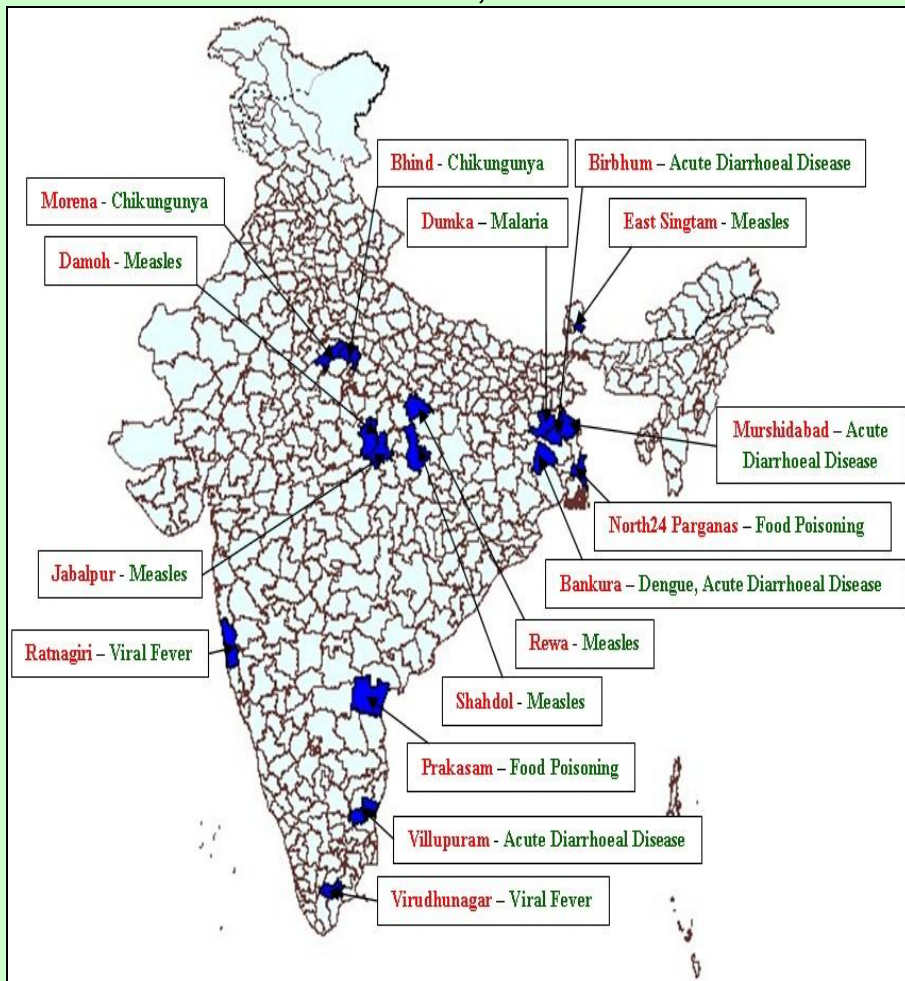 Bhind - Chikungunya
Birbhum – Acute Diarrhoeal Disease
Morena - Chikungunya
Dumka – Malaria
East Singtam - Measles
Damoh - Measles
Murshidabad – Acute
Diarrhoeal Disease
North24 Parganas – Food Poisoning
Jabalpur - Measles
Bankura – Dengue, Acute Diarrhoeal Disease
Ratnagiri – Viral Fever
Rewa - Measles
Shahdol - Measles
Prakasam – Food Poisoning
Villupuram - Acute Diarrhoeal Disease
Virudhunagar – Viral Fever